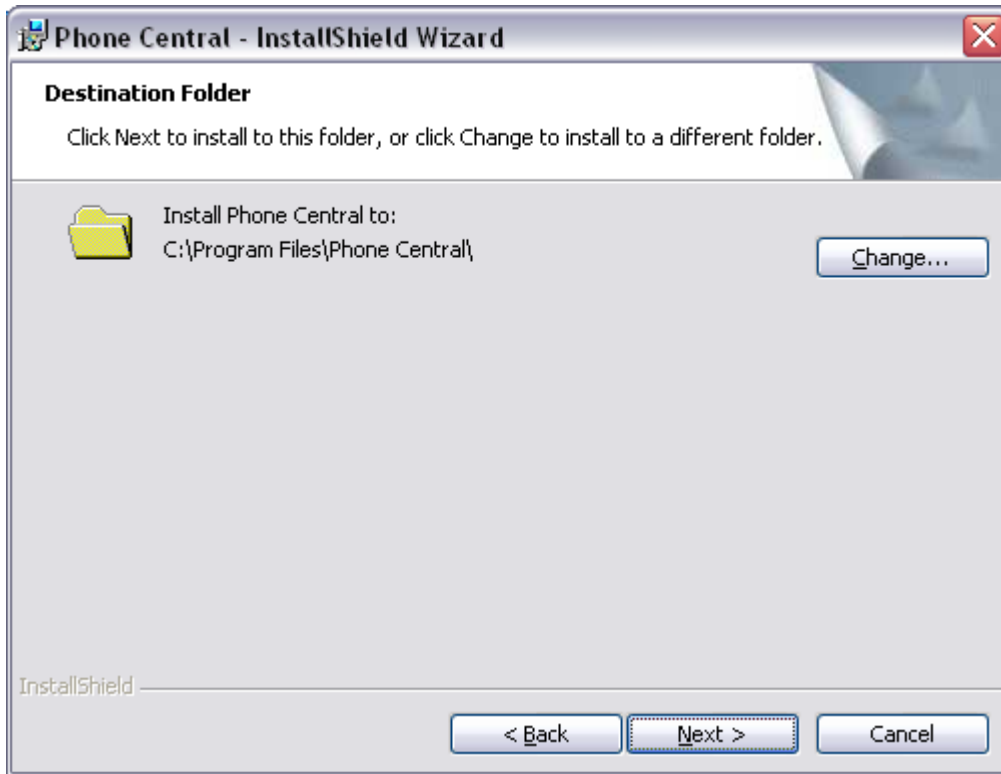 Phone Central - InstallShield Wizard
Destination Folder
Click Next to install to this folder, or click Change to install to a different folder.
Install Phone Central to:
C:\Program Files\Phone Central\
Change...
InstallShield
< Back
Next >
Cancel